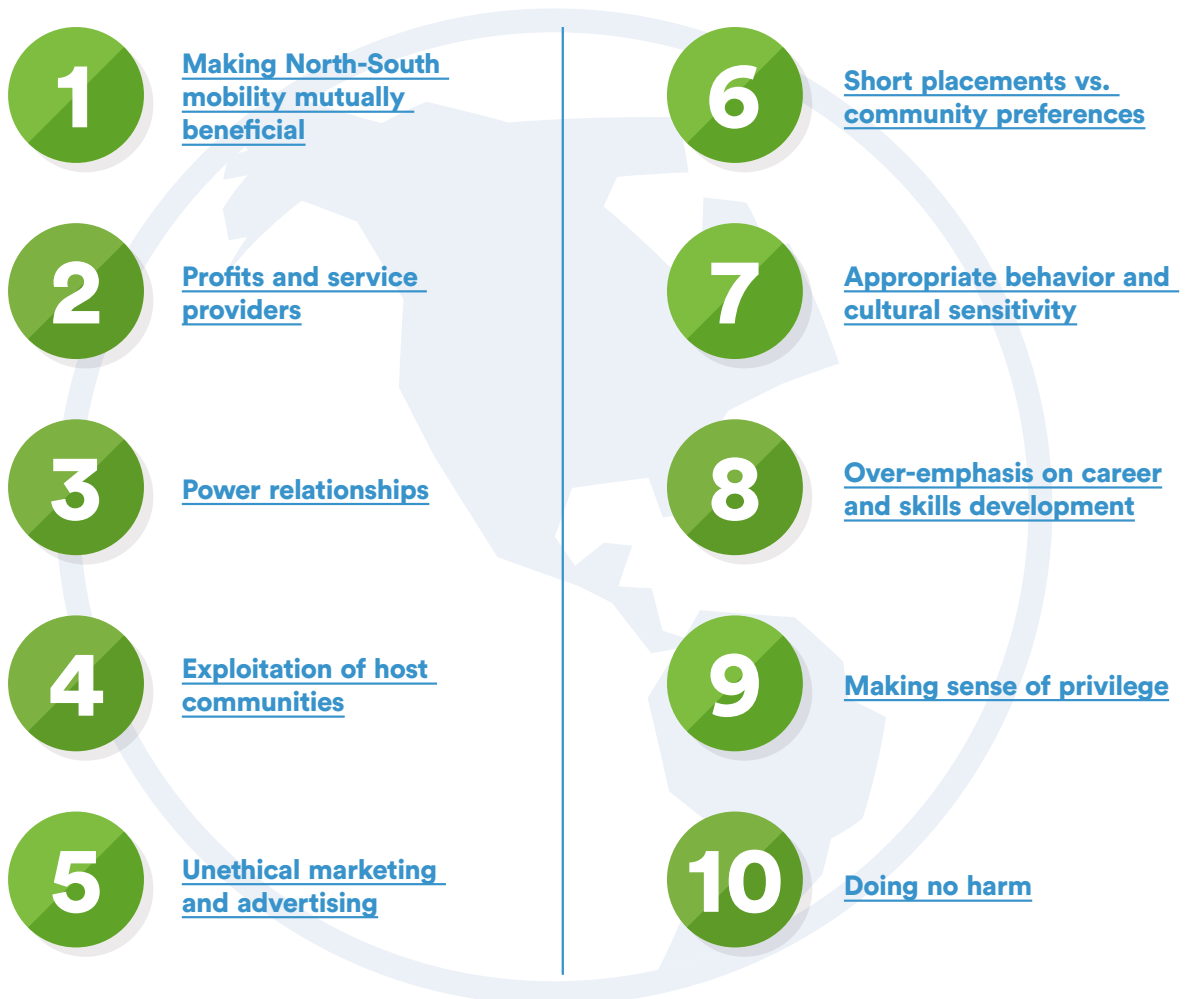 1
Making North-South
mobility mutually
beneficial
2
Profits and service
providers
3
Power relationships
4
Exploitation of host
communities
5
Unethical marketing
and advertising
6
Short placements vs.
community preferences
7
Appropriate behavior and
cultural sensitivity
8
Over-emphasis on career
and skills development
9
Making sense of privilege
10
Doing no harm